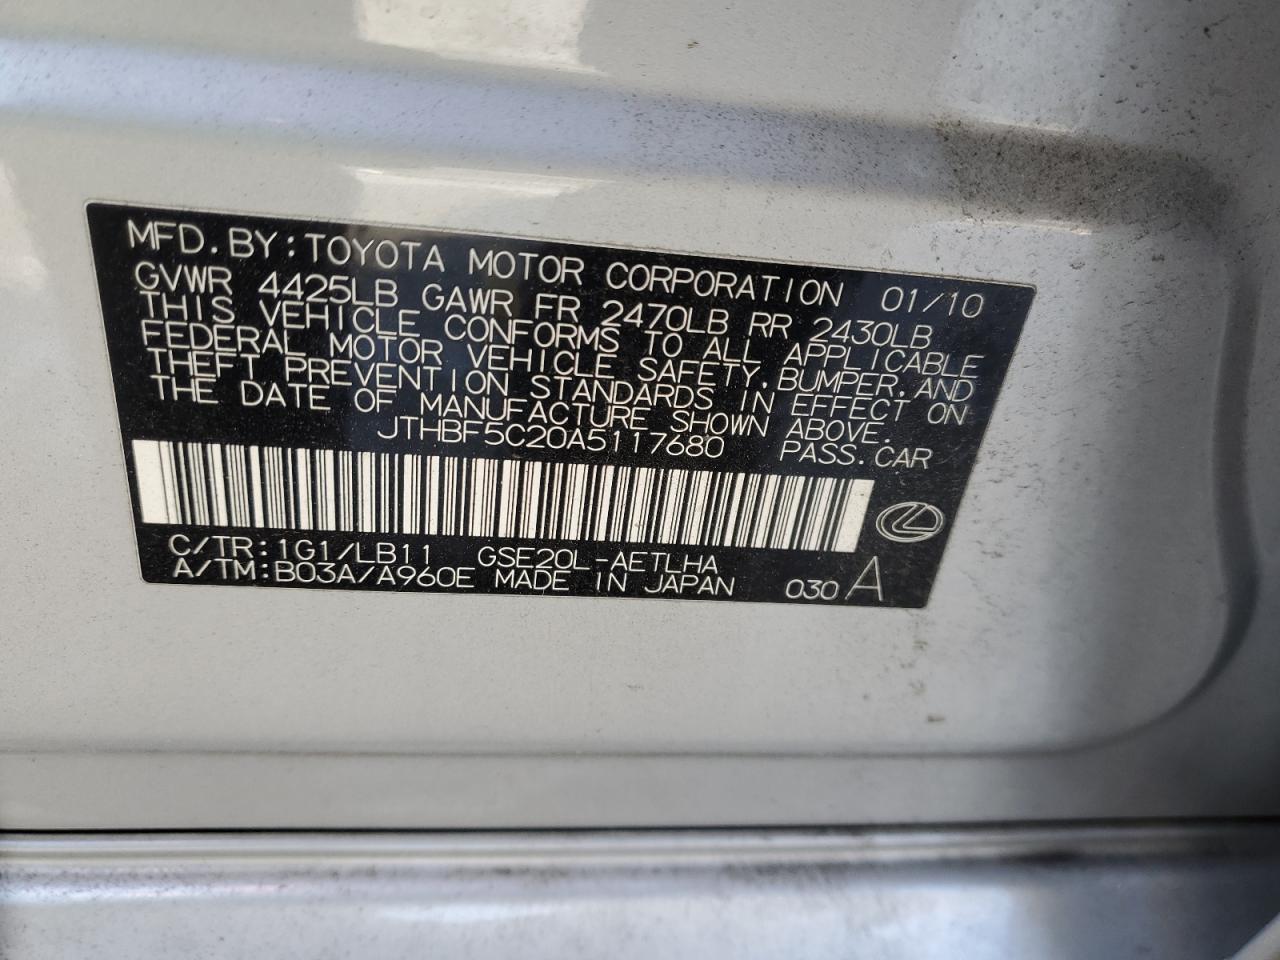 MFD.BY:TOYOTA MOTOR CORPORATION 01/10
GVWR 4425LB GAWR FR 2470LB RR 2430LB
THIS VEHICLE CONFORMS TO ALL APPLICABLE
FEDERAL MOTOR VEHICLE SAFETY,BUMPER,AND
THEFT PREVENTION STANDARDS IN EFFECT ON
THE DATE OF MANUFACTURE SHOWN ABOVE.
JTHBF5C20A5117680 PASS.CAR
C/TR:1G1/LB11 GSE20L-AETLHA
A/TM:B03A/A960E MADE IN JAPAN 030 A